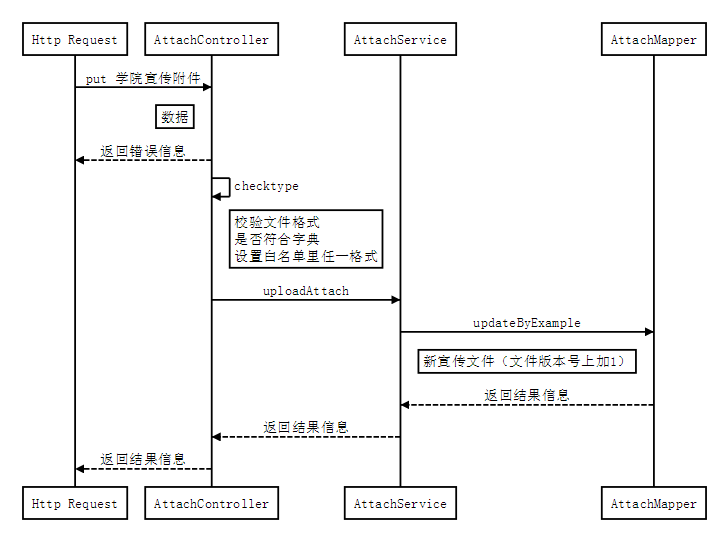 Http Request
AttachController
AttachService
AttachMapper
put 学院宣传附件
数据
返回错误信息
checktype
校验文件格式
是否符合字典
设置白名单里任一格式
uploadAttach
updateByExample
新宣传文件（文件版本号上加1）
返回结果信息
返回结果信息
返回结果信息
Http Request
AttachController
AttachService
AttachMapper